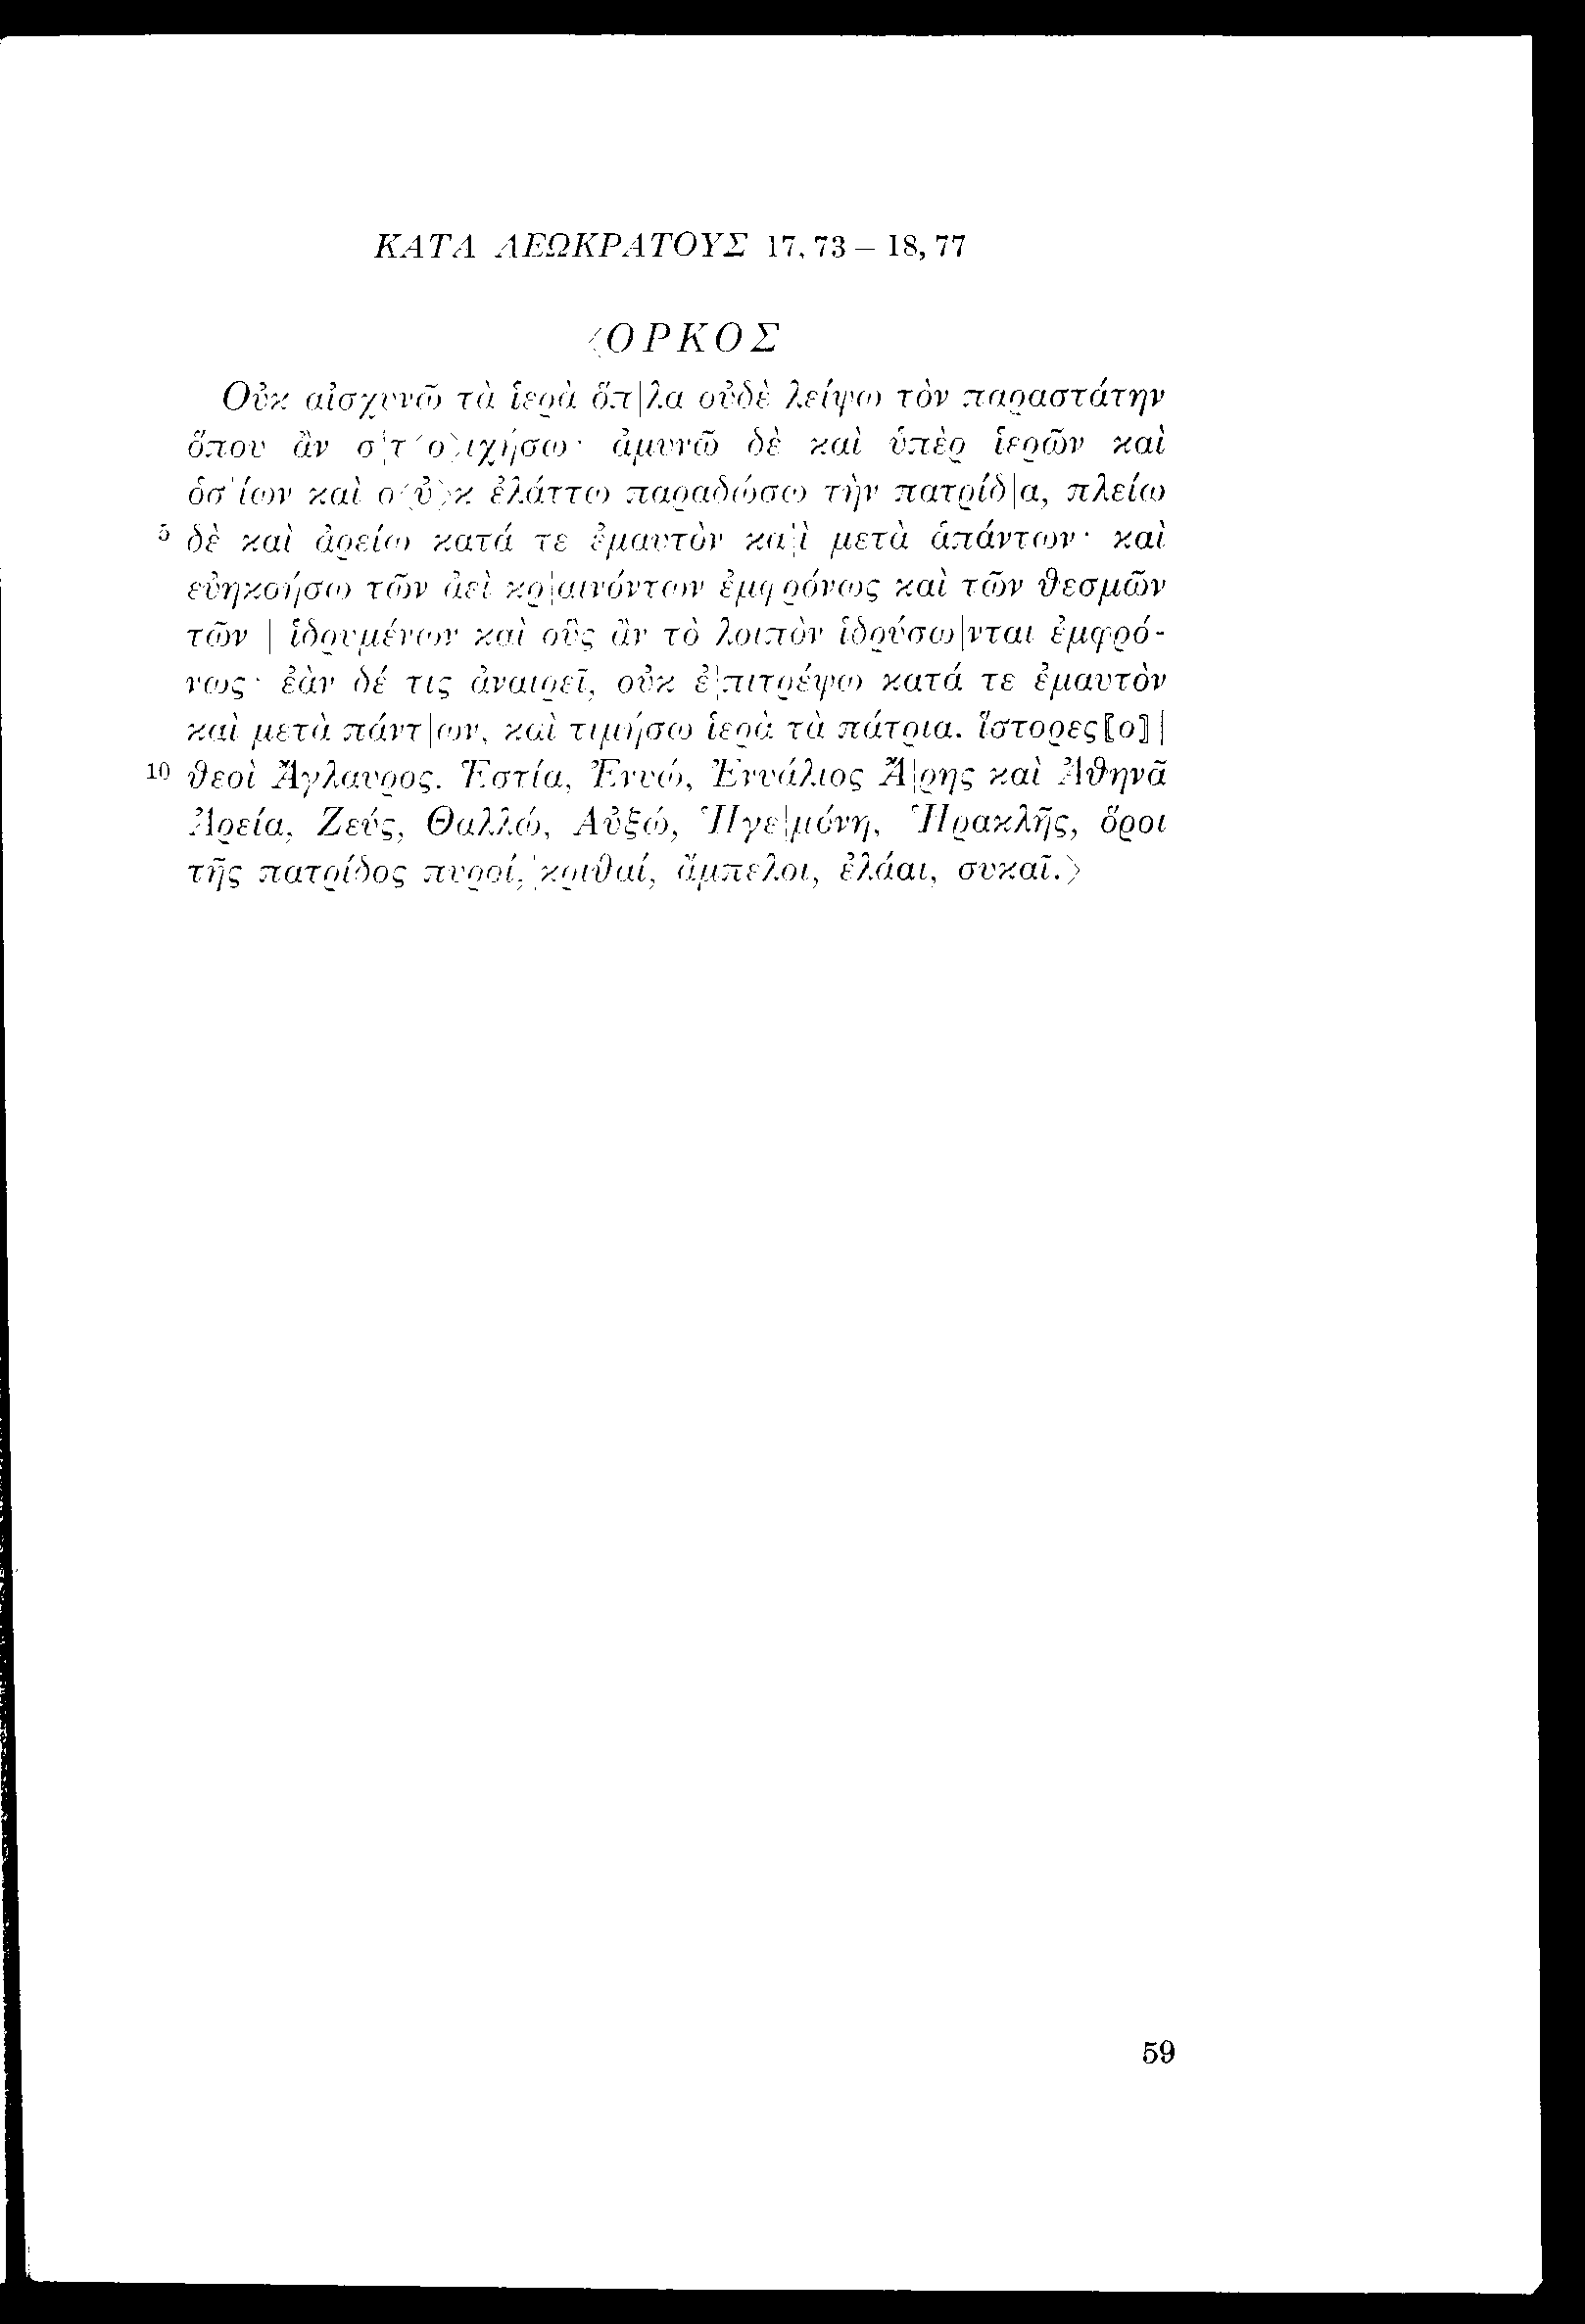 ΚΑΤΑ ΛΕΩΚΡΑΤΟΥΣ 17, 73 – 18, 77
〈ΟΡΚΟΣ
Οὐκ αἰσχυνῶ τὰ ἱερὰ ὅπ|λα οὐδὲ λείψω τὸν παραστάτην
ὅπου ἂν σ|τ〈ο〉ιχήσω· ἀμυνῶ δὲ καὶ ὑπὲρ ἱερῶν καὶ
ὁσ|ίων καὶ ο〈ὐ〉κ ἐλάττω παραδώσω τὴν πατρίδ|α, πλείω
5 δὲ καὶ ἀρείω κατά τε ἐμαυτὸν κα|ὶ μετὰ ἁπάντων· καὶ
εὐηκοήσω τῶν ἀεὶ κρ|αινόντων ἐμφρόνως καὶ τῶν θεσμῶν
τῶν | ἱδρυμένων καὶ οὓς ἂν τὸ λοιπὸν ἱδρύσω|νται ἐμφρό-
νως· ἐὰν δέ τις ἀναιρεῖ, οὐκ ἐ|πιτρέψω κατά τε ἐμαυτὸν
καὶ μετὰ πάντ|ων, καὶ τιμήσω ἱερὰ τὰ πάτρια. ἵστορες⟦ο⟧|
10 θεοὶ Ἄγλαυρος, Ἑστία, Ἐνυώ, Ἐνυάλιος Ἄ|ρης καὶ Ἀθηνᾶ
Ἀρεία, Ζεύς, Θαλλώ, Αὐξώ, Ἡγε|μόνη, Ἡρακλῆς, ὅροι
τῆς πατρίδος πυροί,|κριθαί, ἄμπελοι, ἐλάαι, συκαῖ.〉
59